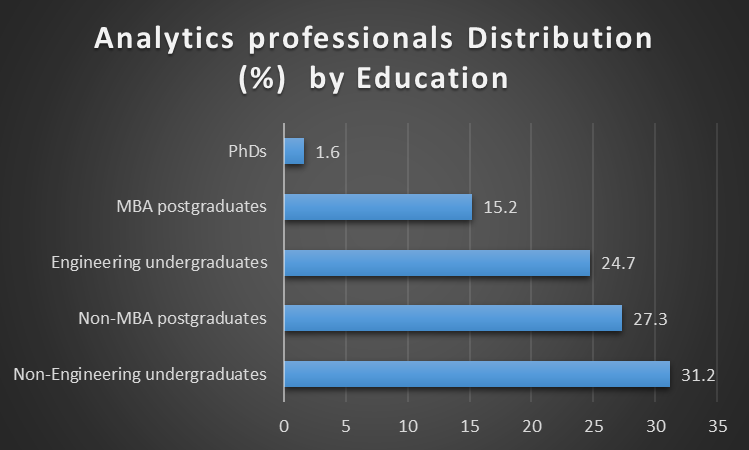 Analytics professionals Distribution
(%) by Education
PhDs 1.6
MBA postgraduates 15.2
Engineering undergraduates 24.7
Non-MBA postgraduates 27.3
Non-Engineering undergraduates 31.2
0 5 10 15 20 25 30 35